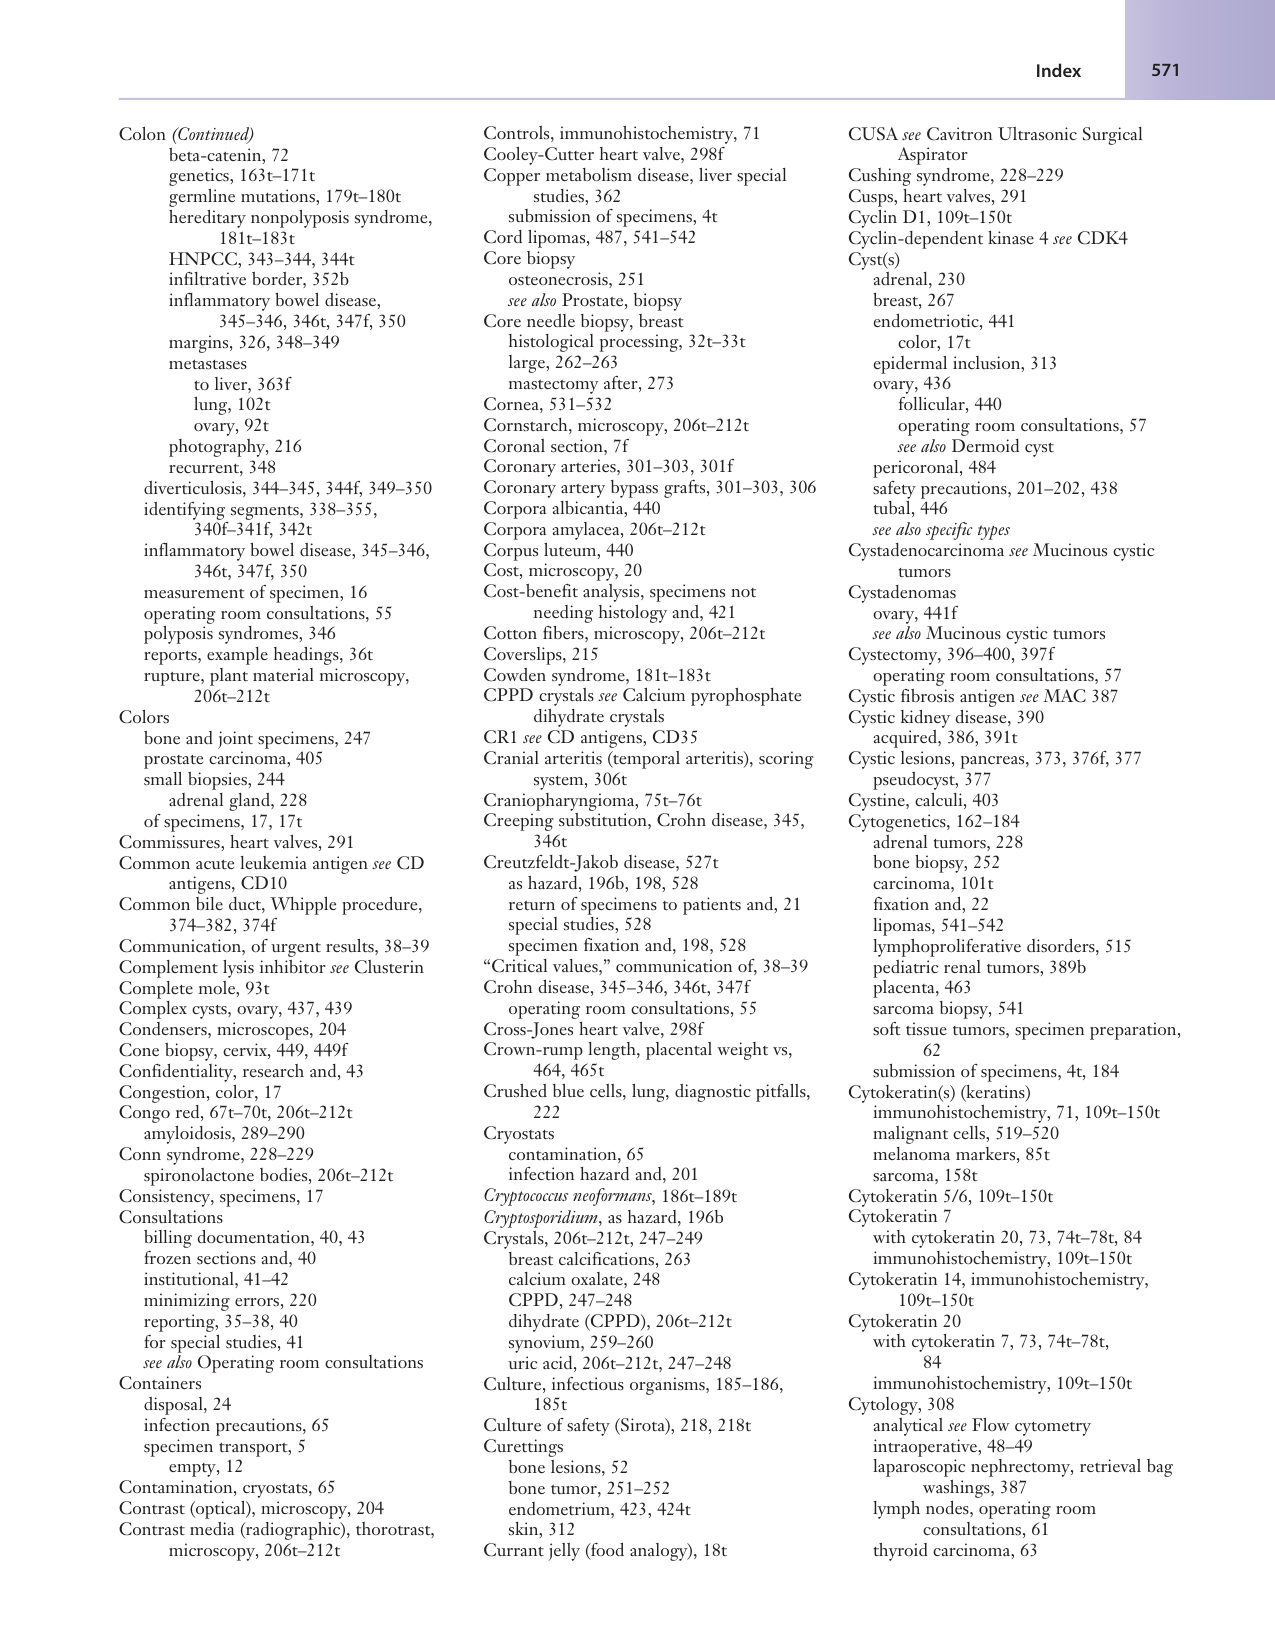 Index
571
Colon (Continued)
beta-catenin, 72
genetics, 163t–171t
germline mutations, 179t–180t
hereditary nonpolyposis syndrome,
181t–183t
HNPCC, 343–344, 344t
infiltrative border, 352b
inflammatory bowel disease,
345–346, 346t, 347f, 350
margins, 326, 348–349
metastases
to liver, 363f
lung, 102t
ovary, 92t
photography, 216
recurrent, 348
diverticulosis, 344–345, 344f, 349–350
identifying segments, 338–355,
340f–341f, 342t
inflammatory bowel disease, 345–346,
346t, 347f, 350
measurement of specimen, 16
operating room consultations, 55
polyposis syndromes, 346
reports, example headings, 36t
rupture, plant material microscopy,
206t–212t
Colors
bone and joint specimens, 247
prostate carcinoma, 405
small biopsies, 244
adrenal gland, 228
of specimens, 17, 17t
Commissures, heart valves, 291
Common acute leukemia antigen see CD
antigens, CD10
Common bile duct, Whipple procedure,
374–382, 374f
Communication, of urgent results, 38–39
Complement lysis inhibitor see Clusterin
Complete mole, 93t
Complex cysts, ovary, 437, 439
Condensers, microscopes, 204
Cone biopsy, cervix, 449, 449f
Confidentiality, research and, 43
Congestion, color, 17
Congo red, 67t–70t, 206t–212t
amyloidosis, 289–290
Conn syndrome, 228–229
spironolactone bodies, 206t–212t
Consistency, specimens, 17
Consultations
billing documentation, 40, 43
frozen sections and, 40
institutional, 41–42
minimizing errors, 220
reporting, 35–38, 40
for special studies, 41
see also Operating room consultations
Containers
disposal, 24
infection precautions, 65
specimen transport, 5
empty, 12
Contamination, cryostats, 65
Contrast (optical), microscopy, 204
Contrast media (radiographic), thorotrast,
microscopy, 206t–212t
Controls, immunohistochemistry, 71
Cooley-Cutter heart valve, 298f
Copper metabolism disease, liver special
studies, 362
submission of specimens, 4t
Cord lipomas, 487, 541–542
Core biopsy
osteonecrosis, 251
see also Prostate, biopsy
Core needle biopsy, breast
histological processing, 32t–33t
large, 262–263
mastectomy after, 273
Cornea, 531–532
Cornstarch, microscopy, 206t–212t
Coronal section, 7f
Coronary arteries, 301–303, 301f
Coronary artery bypass grafts, 301–303, 306
Corpora albicantia, 440
Corpora amylacea, 206t–212t
Corpus luteum, 440
Cost, microscopy, 20
Cost-benefit analysis, specimens not
needing histology and, 421
Cotton fibers, microscopy, 206t–212t
Coverslips, 215
Cowden syndrome, 181t–183t
CPPD crystals see Calcium pyrophosphate
dihydrate crystals
CR1 see CD antigens, CD35
Cranial arteritis (temporal arteritis), scoring
system, 306t
Craniopharyngioma, 75t–76t
Creeping substitution, Crohn disease, 345,
346t
Creutzfeldt-Jakob disease, 527t
as hazard, 196b, 198, 528
return of specimens to patients and, 21
special studies, 528
specimen fixation and, 198, 528
“Critical values,” communication of, 38–39
Crohn disease, 345–346, 346t, 347f
operating room consultations, 55
Cross-Jones heart valve, 298f
Crown-rump length, placental weight vs,
464, 465t
Crushed blue cells, lung, diagnostic pitfalls,
222
Cryostats
contamination, 65
infection hazard and, 201
Cryptococcus neoformans, 186t–189t
Cryptosporidium, as hazard, 196b
Crystals, 206t–212t, 247–249
breast calcifications, 263
calcium oxalate, 248
CPPD, 247–248
dihydrate (CPPD), 206t–212t
synovium, 259–260
uric acid, 206t–212t, 247–248
Culture, infectious organisms, 185–186,
185t
Culture of safety (Sirota), 218, 218t
Curettings
bone lesions, 52
bone tumor, 251–252
endometrium, 423, 424t
skin, 312
Currant jelly (food analogy), 18t
CUSA see Cavitron Ultrasonic Surgical
Aspirator
Cushing syndrome, 228–229
Cusps, heart valves, 291
Cyclin D1, 109t–150t
Cyclin-dependent kinase 4 see CDK4
Cyst(s)
adrenal, 230
breast, 267
endometriotic, 441
color, 17t
epidermal inclusion, 313
ovary, 436
follicular, 440
operating room consultations, 57
see also Dermoid cyst
pericoronal, 484
safety precautions, 201–202, 438
tubal, 446
see also specific types
Cystadenocarcinoma see Mucinous cystic
tumors
Cystadenomas
ovary, 441f
see also Mucinous cystic tumors
Cystectomy, 396–400, 397f
operating room consultations, 57
Cystic fibrosis antigen see MAC 387
Cystic kidney disease, 390
acquired, 386, 391t
Cystic lesions, pancreas, 373, 376f, 377
pseudocyst, 377
Cystine, calculi, 403
Cytogenetics, 162–184
adrenal tumors, 228
bone biopsy, 252
carcinoma, 101t
fixation and, 22
lipomas, 541–542
lymphoproliferative disorders, 515
pediatric renal tumors, 389b
placenta, 463
sarcoma biopsy, 541
soft tissue tumors, specimen preparation,
62
submission of specimens, 4t, 184
Cytokeratin(s) (keratins)
immunohistochemistry, 71, 109t–150t
malignant cells, 519–520
melanoma markers, 85t
sarcoma, 158t
Cytokeratin 5/6, 109t–150t
Cytokeratin 7
with cytokeratin 20, 73, 74t–78t, 84
immunohistochemistry, 109t–150t
Cytokeratin 14, immunohistochemistry,
109t–150t
Cytokeratin 20
with cytokeratin 7, 73, 74t–78t,
84
immunohistochemistry, 109t–150t
Cytology, 308
analytical see Flow cytometry
intraoperative, 48–49
laparoscopic nephrectomy, retrieval bag
washings, 387
lymph nodes, operating room
consultations, 61
thyroid carcinoma, 63